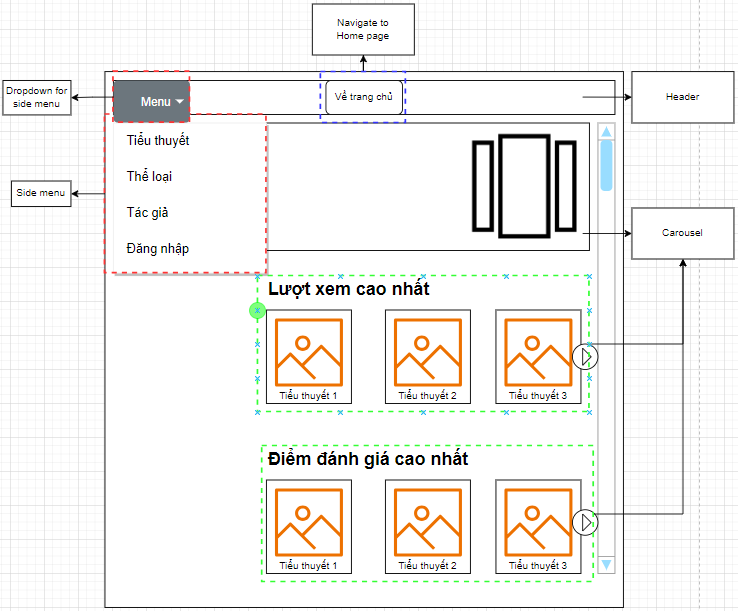 Navigate to
Home page
Dropdown for
side menu
Menu
Về trang chủ
Header
Tiểu thuyết
Thể loại
Tác giả
Đăng nhập
Side menu
Carousel
Lượt xem cao nhất
Tiểu thuyết 1
Tiểu thuyết 2
Tiểu thuyết 3
Điểm đánh giá cao nhất
Tiểu thuyết 1
Tiểu thuyết 2
Tiểu thuyết 3